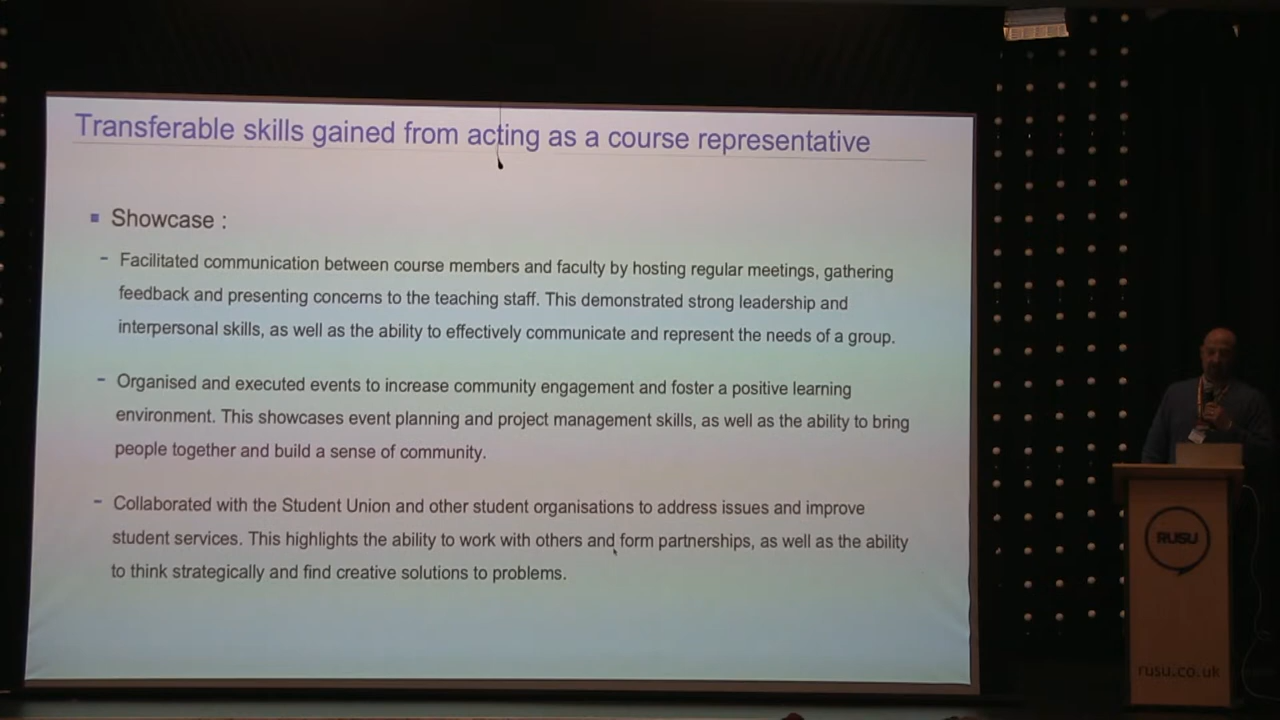 Transferable skills gained from acting as a course representative
Showcase :
- Facilitated communication between course members and faculty by hosting regular meetings, gathering
feedback and presenting concerns to the teaching staff. This demonstrated strong leadership and
interpersonal skills, as well as the ability to effectively communicate and represent the needs of a group.
- Organised and executed events to increase community engagement and foster a positive learning
environment. This showcases event planning and project management skills, as well as the ability to bring
people together and build a sense of community.
- Collaborated with the Student Union and other student organisations to address issues and improve
student services. This highlights the ability to work with others and form partnerships, as well as the ability
to think strategically and find creative solutions to problems.
RUSU
rusu.co.uk